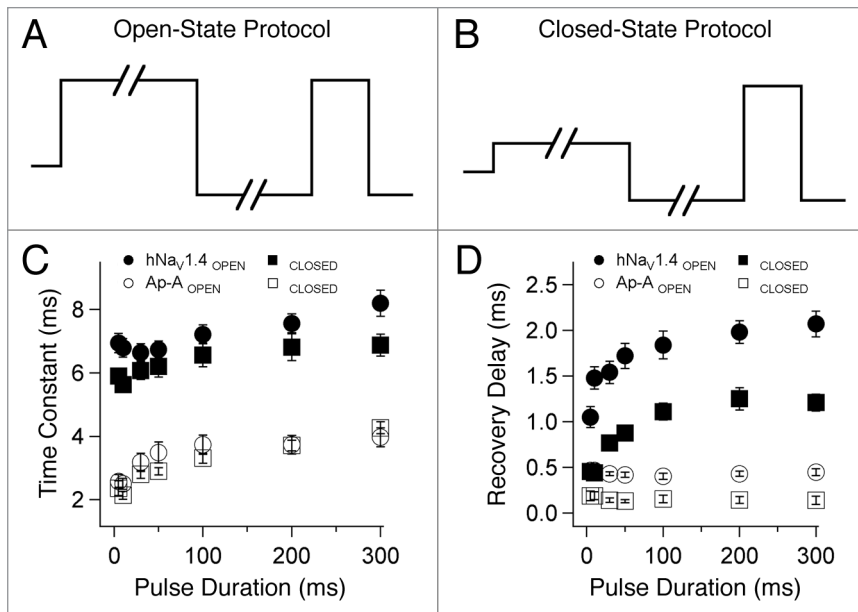 A
Open-State Protocol
B
Closed-State Protocol
C
hNaV1.4 OPEN
CLOSED
Ap-A OPEN
CLOSED
Time Constant (ms)
8
6
4
2
0
100
200
300
Pulse Duration (ms)
D
hNaV1.4 OPEN
CLOSED
Ap-A OPEN
CLOSED
Recovery Delay (ms)
2.5
2.0
1.5
1.0
0.5
0.0
0
100
200
300
Pulse Duration (ms)